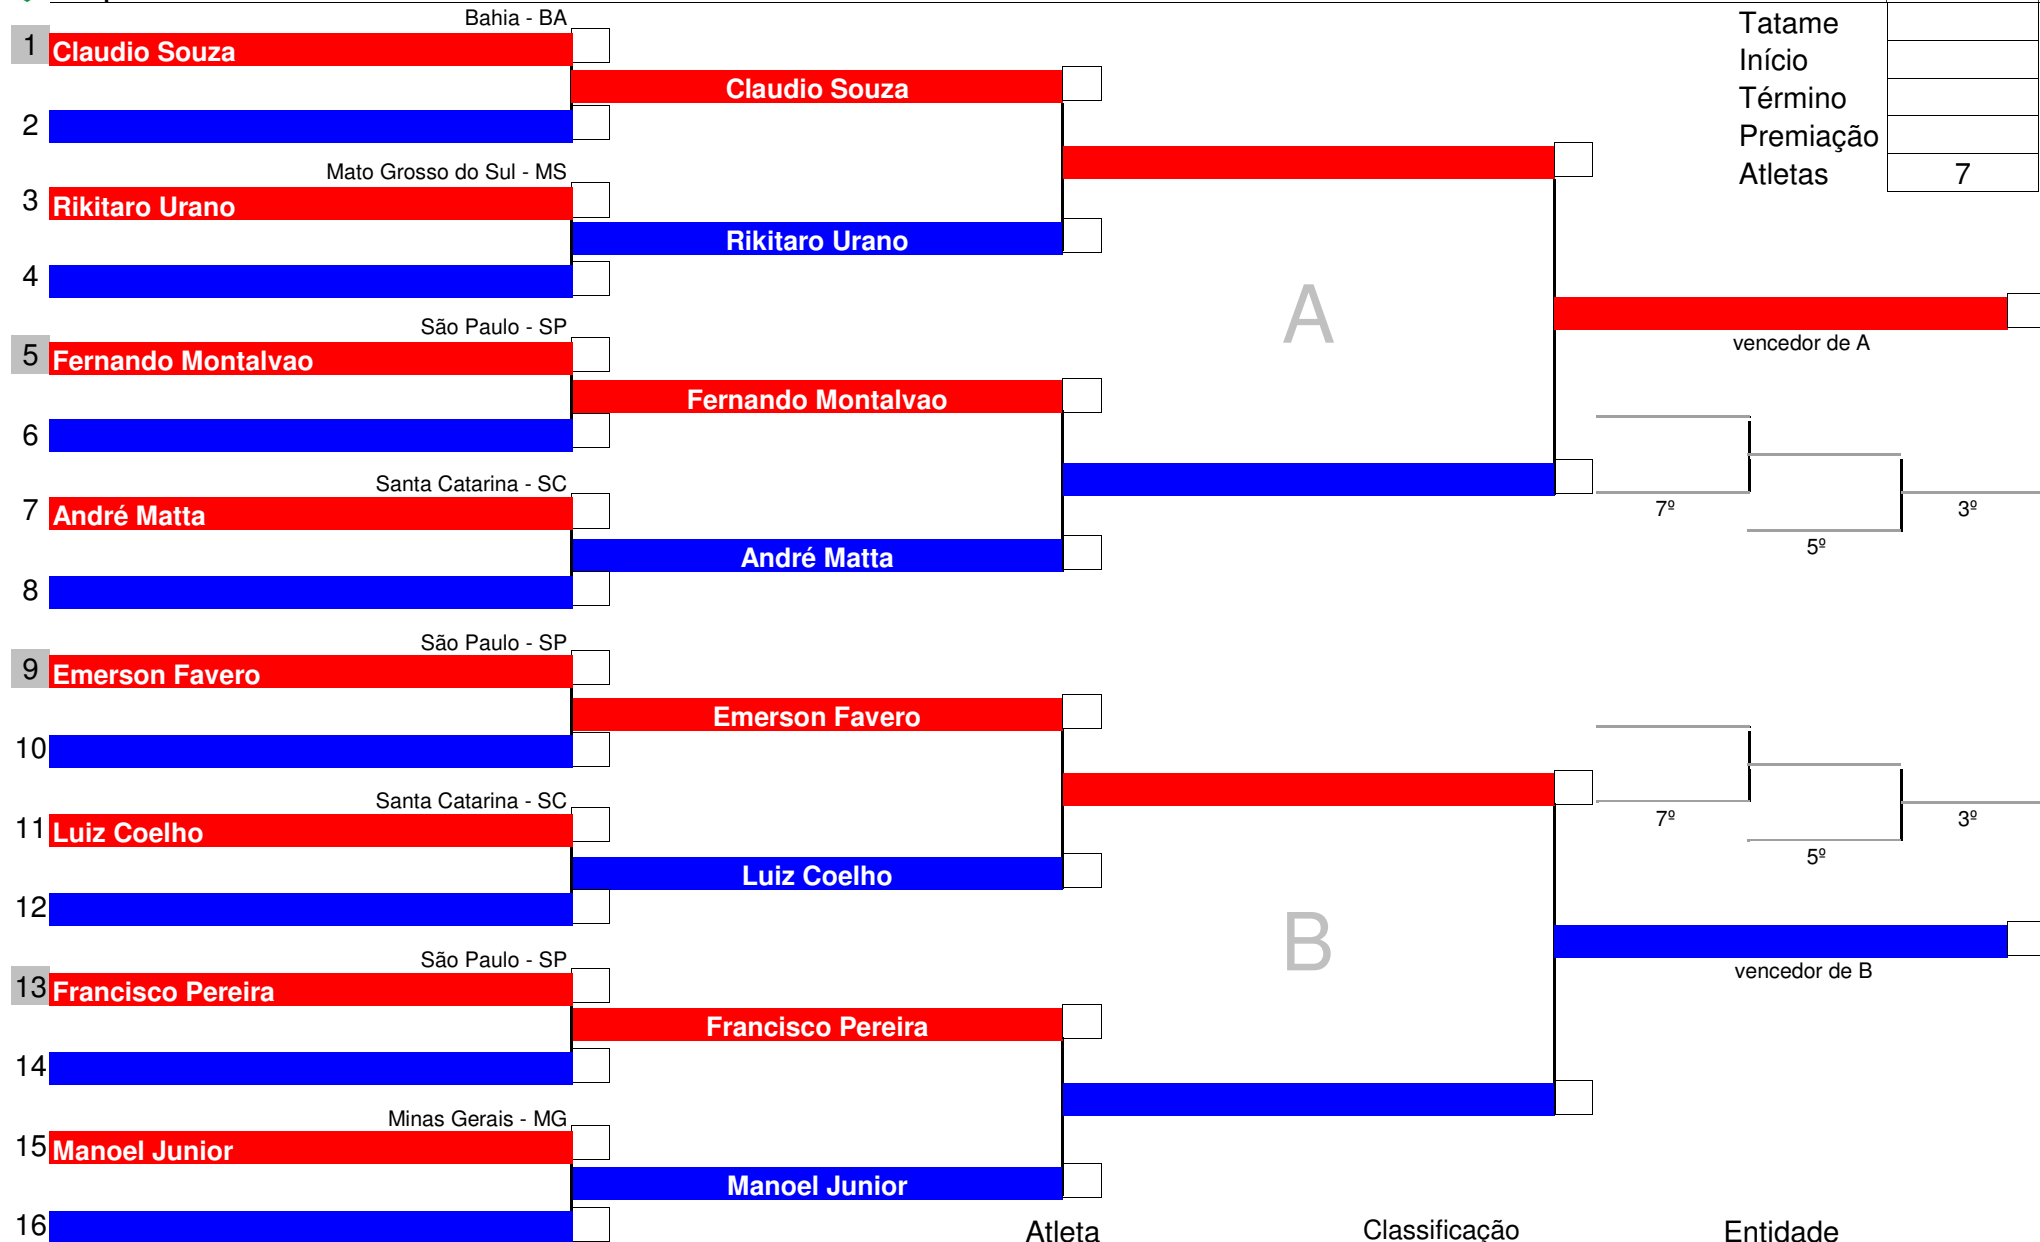 Bahia - BA
1 Claudio Souza
Claudio Souza
2
Mato Grosso do Sul - MS
3 Rikitaro Urano
Rikitaro Urano
4
São Paulo - SP
5 Fernando Montalvao
Fernando Montalvao
6
Santa Catarina - SC
7 André Matta
André Matta
8
São Paulo - SP
9 Emerson Favero
Emerson Favero
10
Santa Catarina - SC
11 Luiz Coelho
Luiz Coelho
12
São Paulo - SP
13 Francisco Pereira
Francisco Pereira
14
Minas Gerais - MG
15 Manoel Junior
Manoel Junior
16
A
B
Tatame
Início
Término
Premiação
Atletas 7
vencedor de A
7º
3º
5º
7º
3º
5º
vencedor de B
Atleta Classificação Entidade